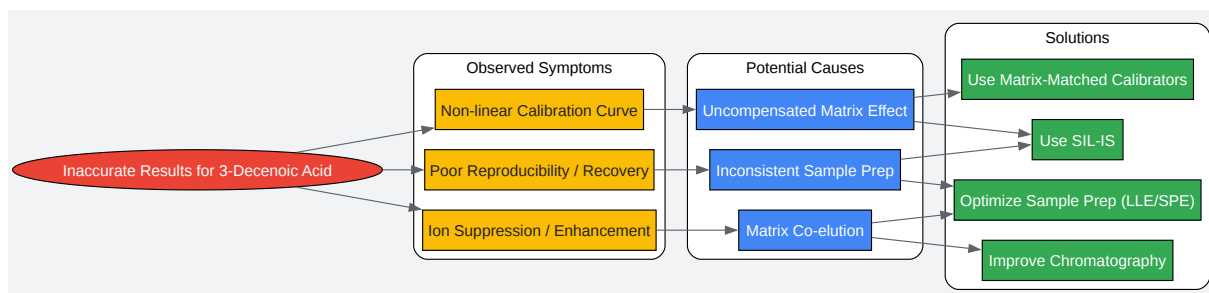 Solutions
Observed Symptoms
Potential Causes
Use Matrix-Matched Calibrators
Non-linear Calibration Curve
Uncompensated Matrix Effect
Use SIL-IS
Inaccurate Results for 3-Decenoic Acid
Poor Reproducibility / Recovery
Inconsistent Sample Prep
Optimize Sample Prep (LLE/SPE)
Ion Suppression / Enhancement
Matrix Co-elution
Improve Chromatography